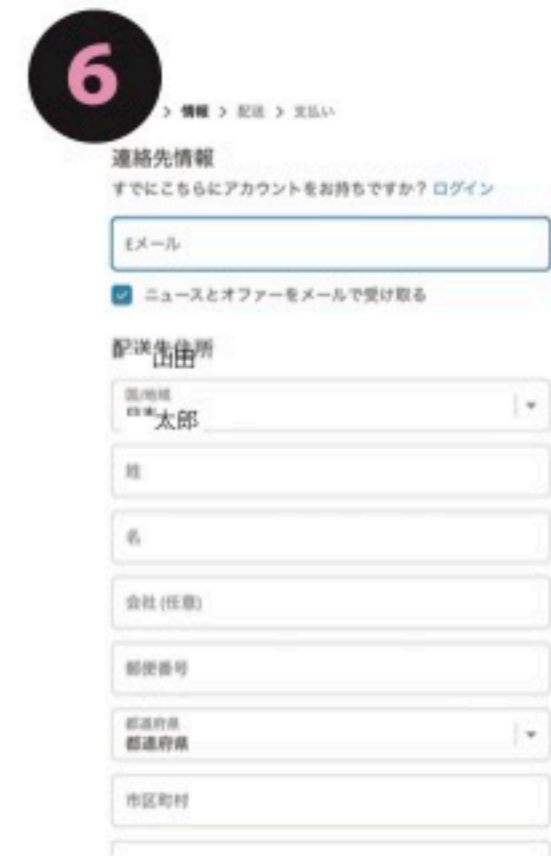 6
> 情報 > 配送 > 支払い
連絡先情報
すでにこちらにアカウントをお持ちですか? ログイン
Eメール
ニュースとオファーをメールで受け取る
配送先住所
山田
国/地域
日本
太郎
姓
名
会社 (任意)
郵便番号
都道府県
都道府県
市区町村